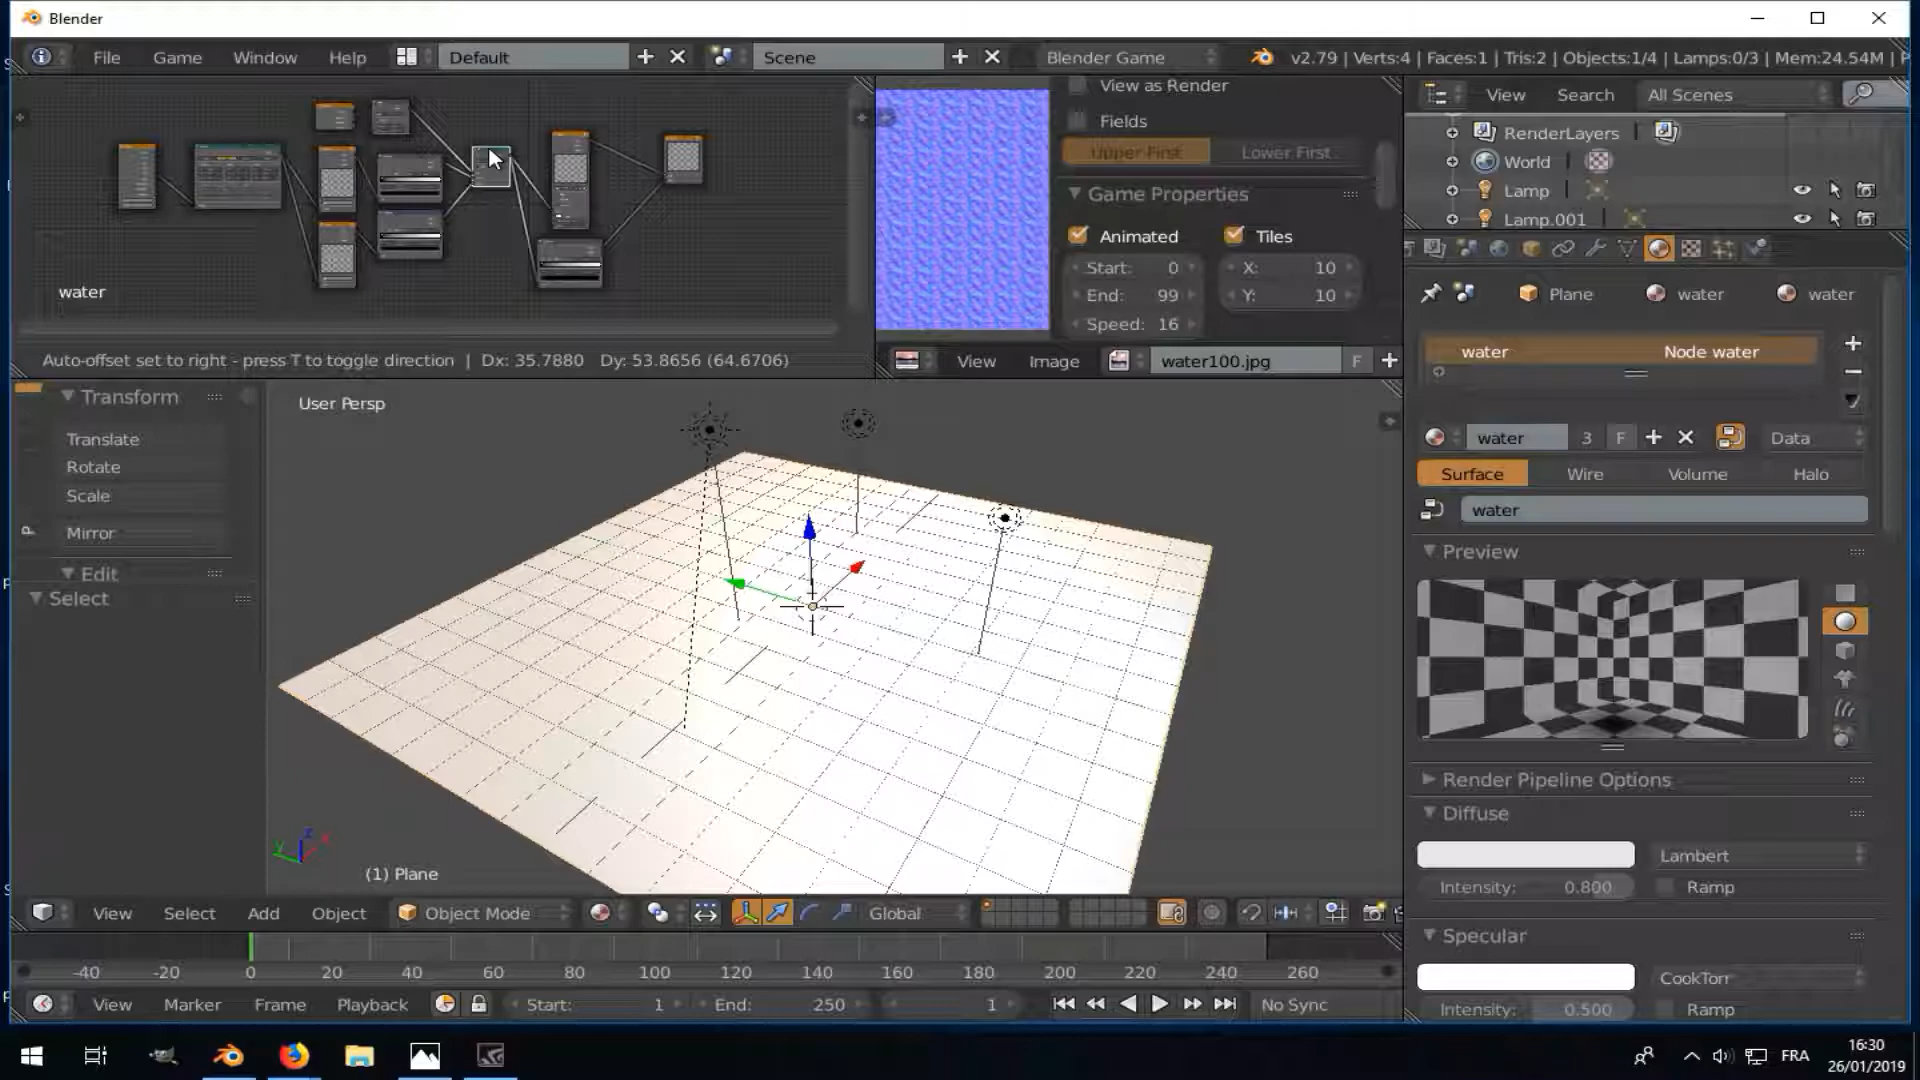 Blender
File Game Window Help Default Scene Blender Game v2.79 | Verts:4 | Faces:1 | Tris:2 | Objects:1/4 | Lamps:0/3 | Mem:24.54M |
water
Auto-offset set to right - press T to toggle direction | Dx: 35.7880 Dy: 53.8656 (64.6706)
View as Render
Fields
Upper First Lower First
Game Properties
Animated Tiles
Start: 0 X: 10
End: 99 Y: 10
Speed: 16
View Image water100.jpg F
View Search All Scenes
RenderLayers
World
Lamp
Lamp.001
Plane water water
water Node water
water 3 F Data
Surface Wire Volume Halo
water
Preview
Render Pipeline Options
Diffuse
Lambert
Intensity: 0.800 Ramp
Specular
CookTorr
Intensity: 0.500 Ramp
Transform
Translate
Rotate
Scale
Mirror
Edit
Select
User Persp
(1) Plane
View Select Add Object Object Mode Global
-40 -20 0 20 40 60 80 100 120 140 160 180 200 220 240 260
View Marker Frame Playback Start: 1 End: 250 1 No Sync
FRA
16:30
26/01/2019